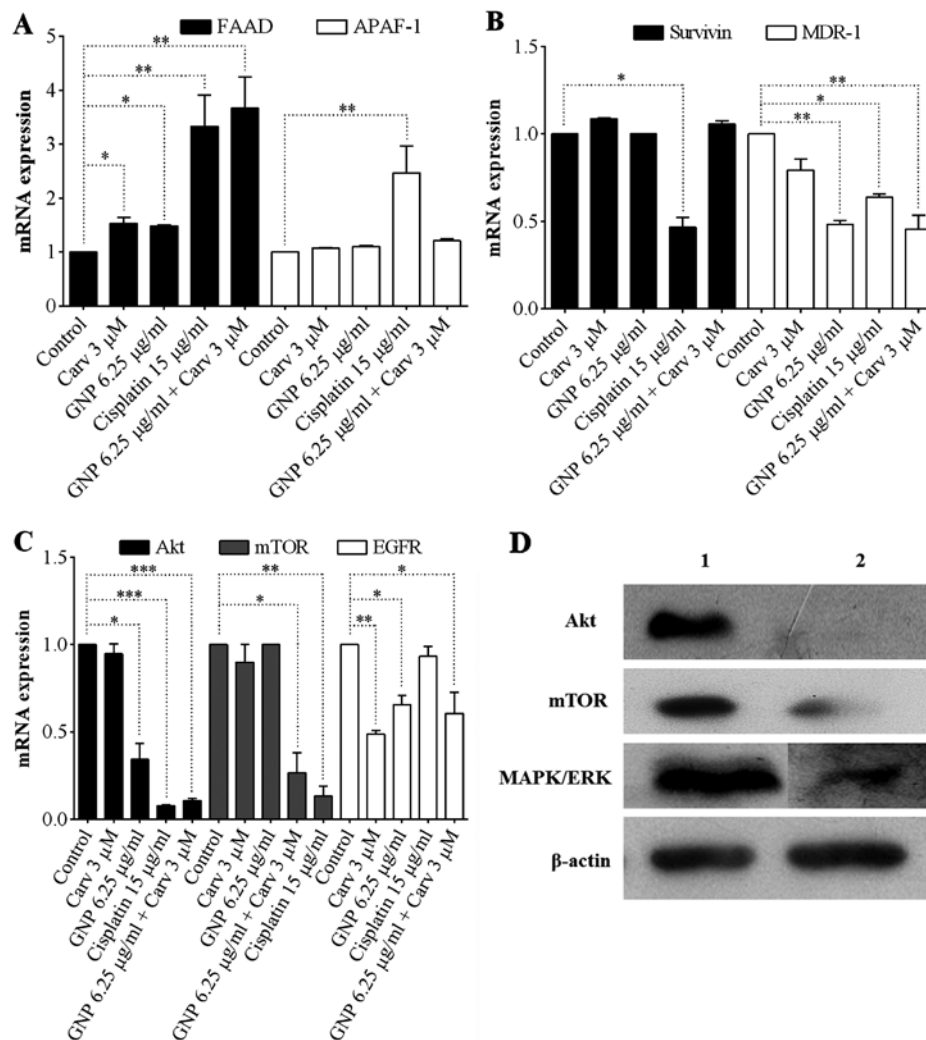 A
FAAD APAF-1
mRNA expression
5
4
3
2
1
0
* * ** ** **
Control
Carv 3 µM
GNP 6.25 µg/ml
Cisplatin 15 µg/ml
GNP 6.25 µg/ml + Carv 3 µM
Control
Carv 3 µM
GNP 6.25 µg/ml
Cisplatin 15 µg/ml
GNP 6.25 µg/ml + Carv 3 µM
B
Survivin MDR-1
mRNA expression
1.5
1.0
0.5
0.0
* ** * **
Control
Carv 3 µM
GNP 6.25 µg/ml
Cisplatin 15 µg/ml
GNP 6.25 µg/ml + Carv 3 µM
Control
Carv 3 µM
GNP 6.25 µg/ml
Cisplatin 15 µg/ml
GNP 6.25 µg/ml + Carv 3 µM
C
Akt mTOR EGFR
mRNA expression
1.5
1.0
0.5
0.0
* *** *** * ** ** * *
Control
Carv 3 µM
GNP 6.25 µg/ml
Cisplatin 15 µg/ml
GNP 6.25 µg/ml + Carv 3 µM
Control
Carv 3 µM
GNP 6.25 µg/ml
GNP 6.25 µg/ml + Carv 3 µM
Cisplatin 15 µg/ml
Control
Carv 3 µM
GNP 6.25 µg/ml
Cisplatin 15 µg/ml
GNP 6.25 µg/ml + Carv 3 µM
D
1 2
Akt
mTOR
MAPK/ERK
β-actin